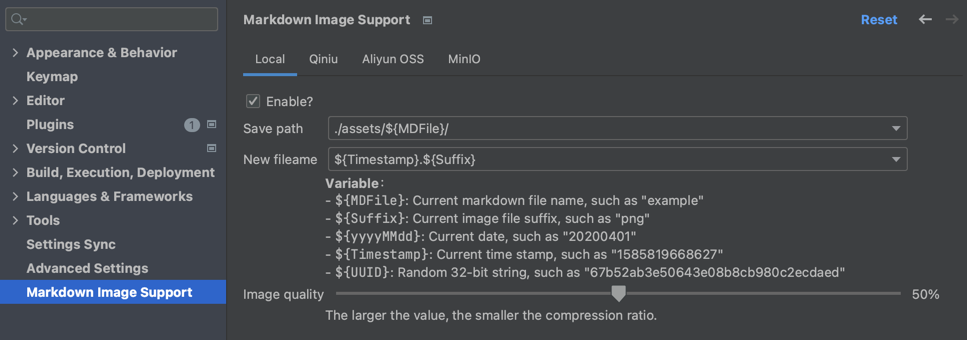 Markdown Image Support
Reset
Appearance & Behavior
Keymap
Editor
Plugins 1
Version Control
Build, Execution, Deployment
Languages & Frameworks
Tools
Settings Sync
Advanced Settings
Markdown Image Support
Local Qiniu Aliyun OSS MinIO
Enable?
Save path ./assets/${MDFile}/
New fileame ${Timestamp}.${Suffix}
Variable:
- ${MDFile}: Current markdown file name, such as "example"
- ${Suffix}: Current image file suffix, such as "png"
- ${yyyyMMdd}: Current date, such as "20200401"
- ${Timestamp}: Current time stamp, such as "1585819668627"
- ${UUID}: Random 32-bit string, such as "67b52ab3e50643e08b8cb980c2ecdaed"
Image quality 50%
The larger the value, the smaller the compression ratio.